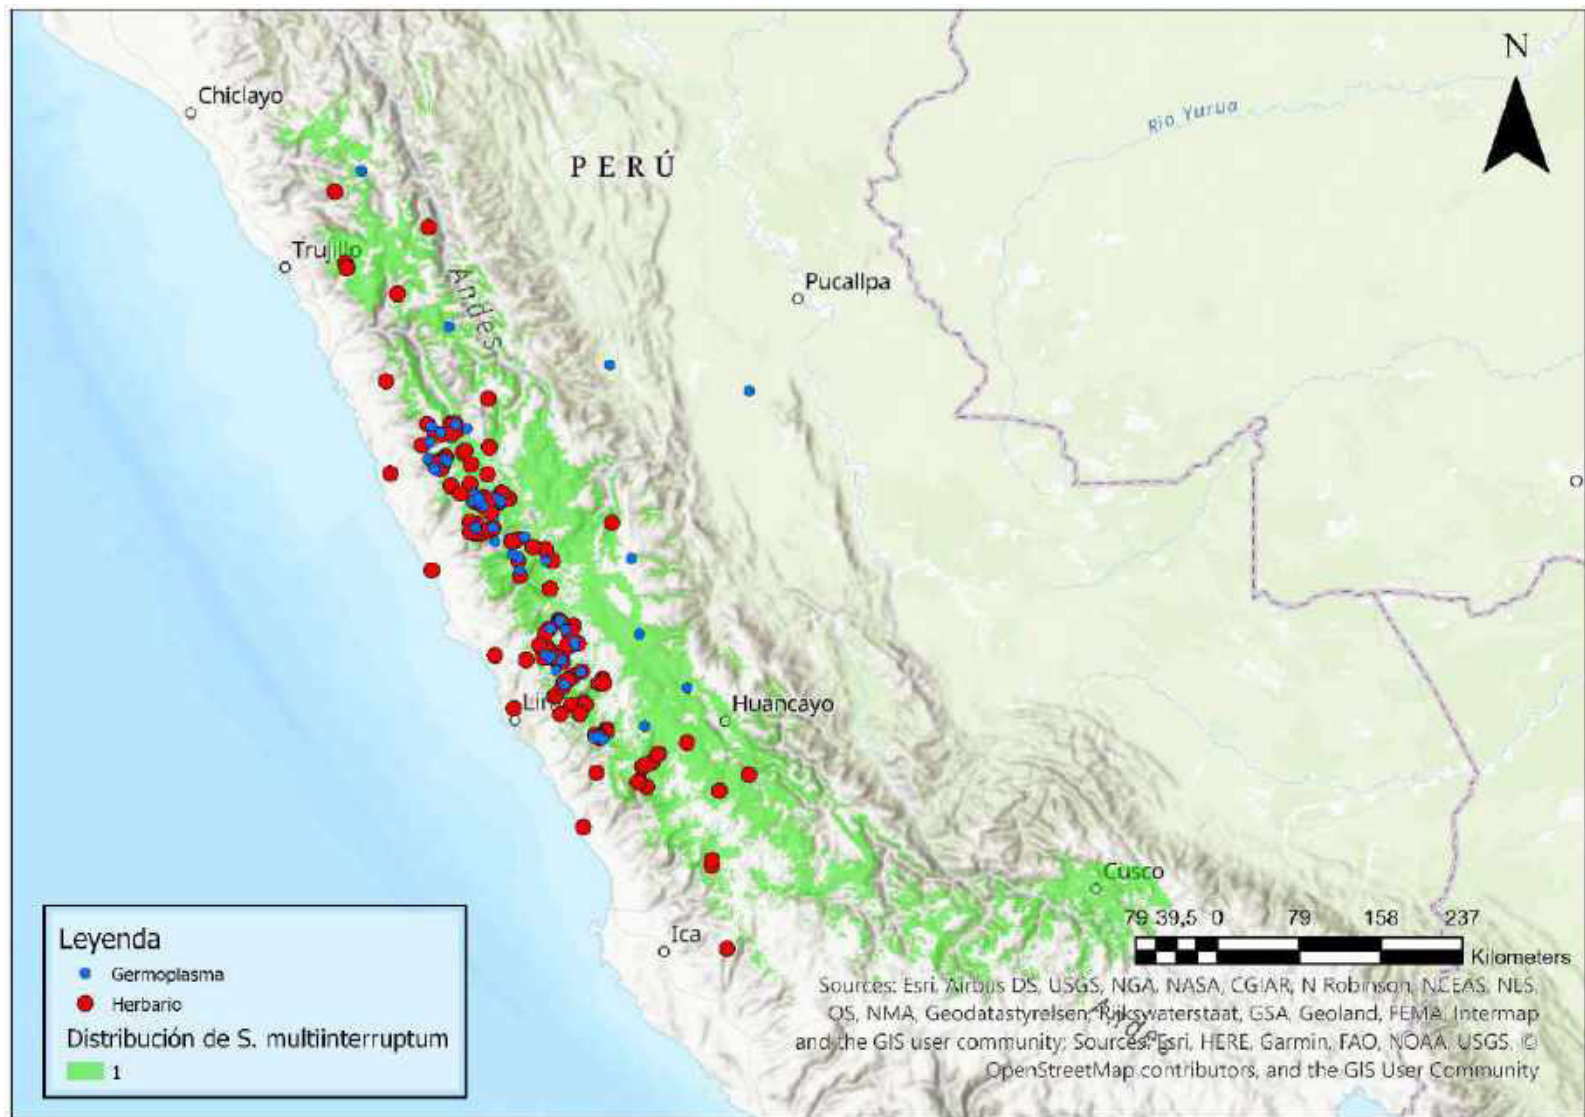 N
Chiclayo
Rio Yurua
PERÚ
Trujillo
Andes
Pucallpa
Lima
Huancayo
Cusco
Ica
79 39,5 0 79 158 237
Kilometers
Leyenda
Germoplasma
Herbario
Distribución de S. multiinterruptum
1
Sources: Esri, Airbus DS, USGS, NGA, NASA, CGIAR, N Robinson, NCEAS, NLS,
OS, NMA, Geodatastyrelsen, Rijkswaterstaat, GSA, Geoland, FEMA, Intermap
and the GIS user community; Sources: Esri, HERE, Garmin, FAO, NOAA, USGS, ©
OpenStreetMap contributors, and the GIS User Community
Andes